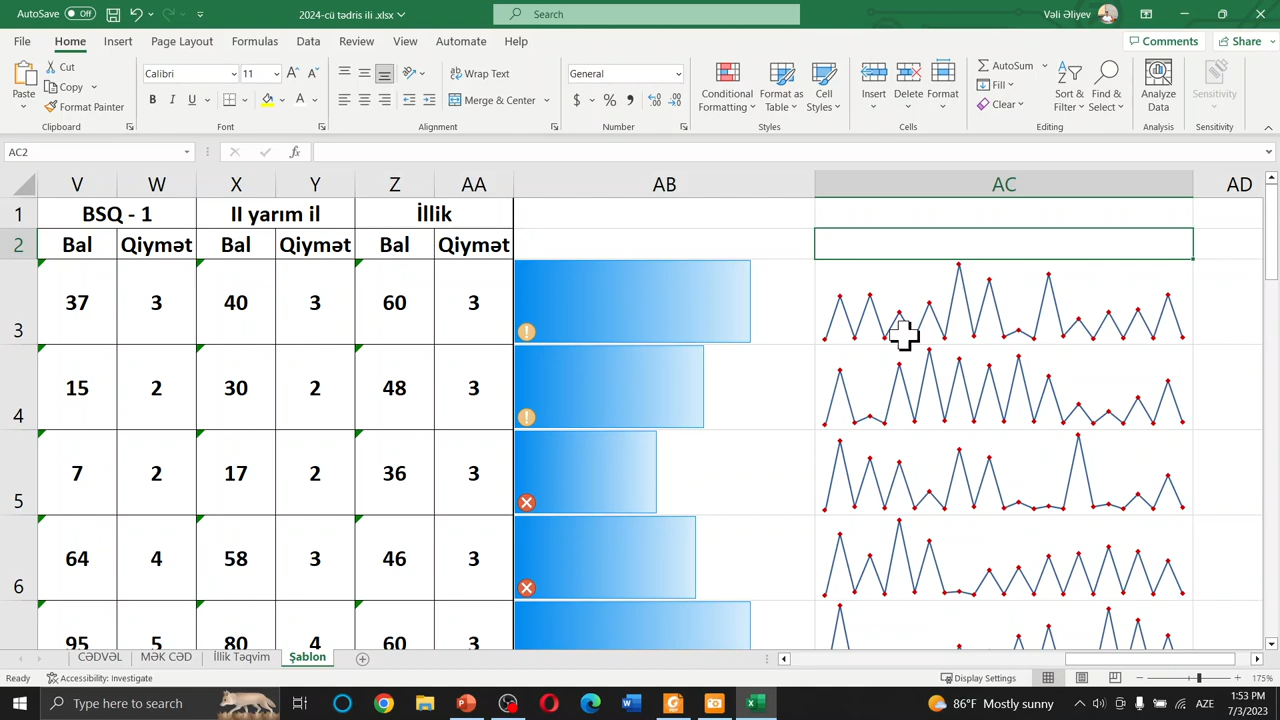 AutoSave Off 2024-cü tədris ili .xlsx Search Vəli Əliyev
File Home Insert Page Layout Formulas Data Review View Automate Help Comments Share
Paste Cut Copy Format Painter Clipboard
Calibri 11 B I U A Font
Wrap Text Merge & Center Alignment
General $ % , Number
Conditional Formatting Format as Table Cell Styles Styles
Insert Delete Format Cells
AutoSum Fill Clear Sort & Filter Find & Select Editing
Analyze Data Analysis
Sensitivity Sensitivity
AC2 fx
V W X Y Z AA AB AC AD
1 BSQ - 1 II yarım il İllik
2 Bal Qiymət Bal Qiymət Bal Qiymət
3 37 3 40 3 60 3
4 15 2 30 2 48 3
5 7 2 17 2 36 3
6 64 4 58 3 46 3
95 5 80 4 60 3
CƏDVƏL MƏK CƏD İllik Təqvim Şablon
Ready Accessibility: Investigate Display Settings 175%
Type here to search 86°F Mostly sunny AZE 1:53 PM
7/3/2023